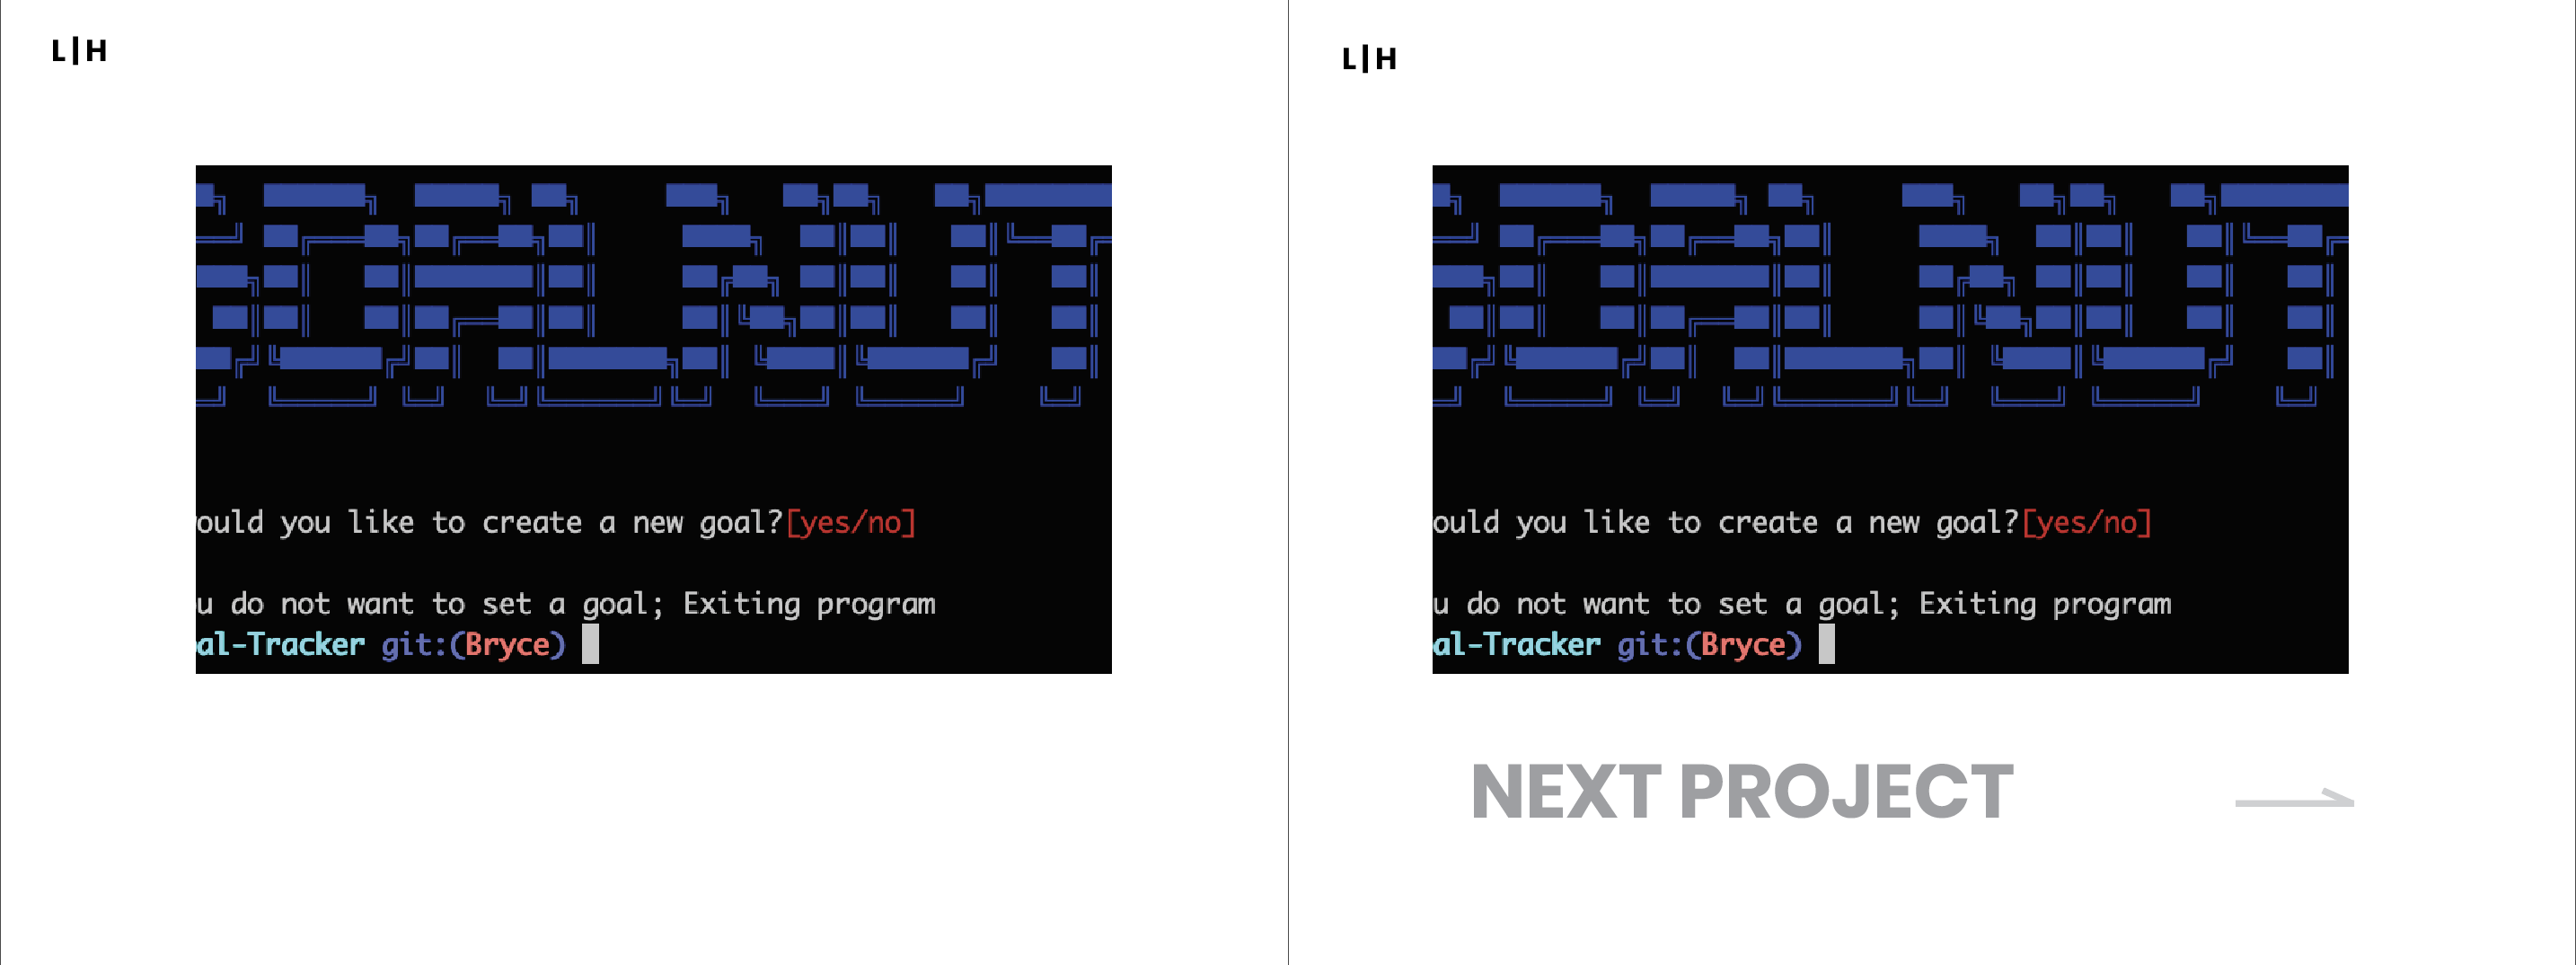 L|H
GOALNUT
ould you like to create a new goal?[yes/no]
u do not want to set a goal; Exiting program
al-Tracker git:(Bryce)
L|H
GOALNUT
ould you like to create a new goal?[yes/no]
u do not want to set a goal; Exiting program
al-Tracker git:(Bryce)
NEXT PROJECT